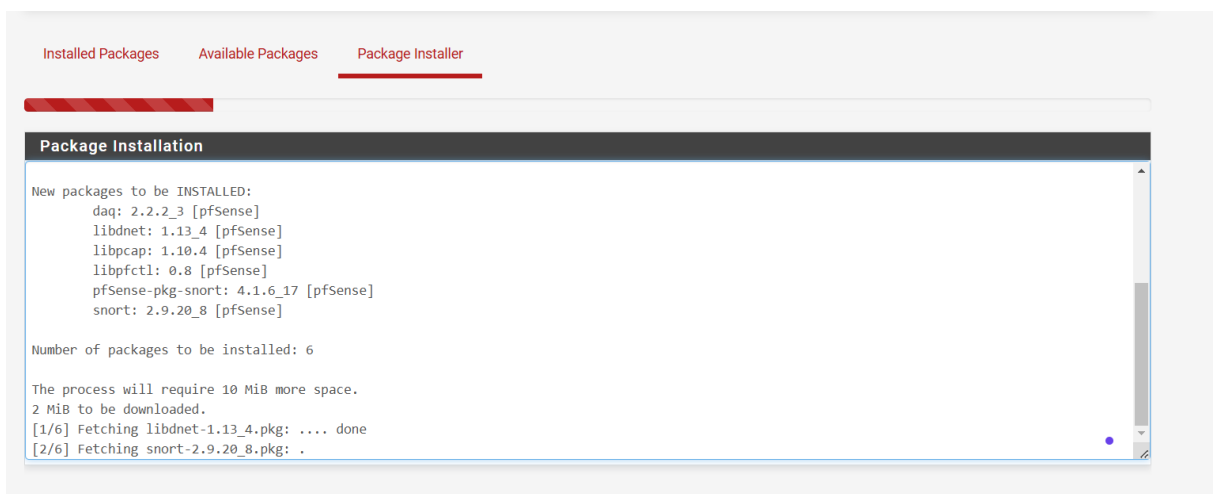 Installed Packages Available Packages Package Installer
Package Installation
New packages to be INSTALLED:
daq: 2.2.2_3 [pfSense]
libdnet: 1.13_4 [pfSense]
libpcap: 1.10.4 [pfSense]
libpfctl: 0.8 [pfSense]
pfSense-pkg-snort: 4.1.6_17 [pfSense]
snort: 2.9.20_8 [pfSense]
Number of packages to be installed: 6
The process will require 10 MiB more space.
2 MiB to be downloaded.
[1/6] Fetching libdnet-1.13_4.pkg: .... done
[2/6] Fetching snort-2.9.20_8.pkg: .